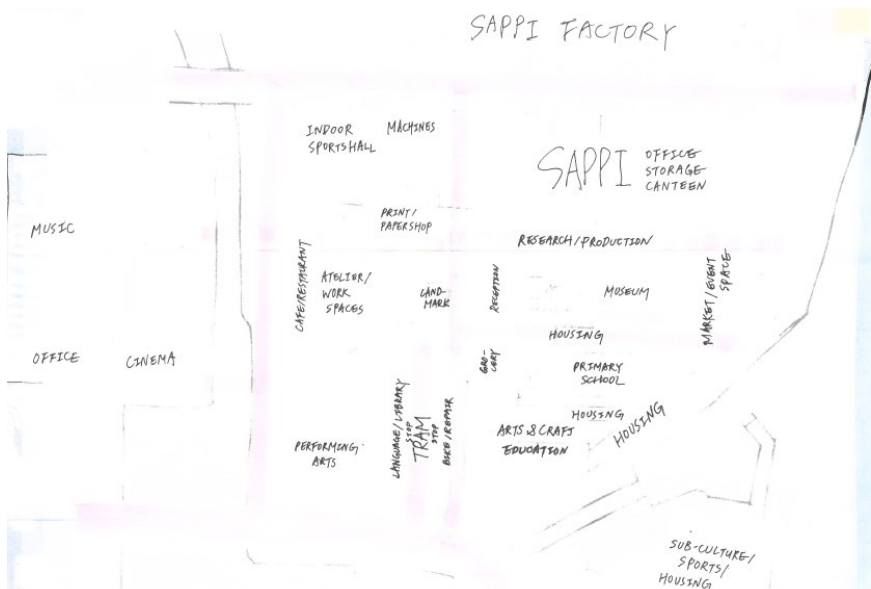 SAPPI FACTORY
INDOOR
SPORTSHALL
MACHINES
SAPPI
OFFICE
STORAGE
CANTEEN
MUSIC
PRINT/
PAPERSHOP
RESEARCH/PRODUCTION
CAFE/RESTAURANT
ATELIER/
WORK
SPACES
LAND-
MARK
RECEPTION
MUSEUM
MARKET/EVENT
SPACE
OFFICE
CINEMA
HOUSING
GRO-
CERY
PRIMARY
SCHOOL
HOUSING
HOUSING
PERFORMING
ARTS
LANGUAGE/LIBRARY
STOP
TRAM
STOP
BIKE/REPAIR
ARTS & CRAFT
EDUCATION
SUB-CULTURE/
SPORTS/
HOUSING